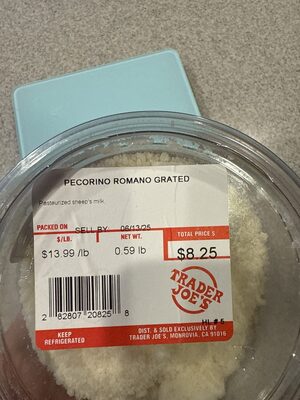 PECORINO ROMANO GRATED
Pasteurized sheep's milk,
PACKED ON SELL BY 06/13/25
$/LB. NET WT. TOTAL PRICE $
$13.99 /lb 0.59 lb $8.25
TRADER
JOE'S
2 82807 20825 8
HL# 5
KEEP
REFRIGERATED
DIST. & SOLD EXCLUSIVELY BY
TRADER JOE'S, MONROVIA, CA 91016